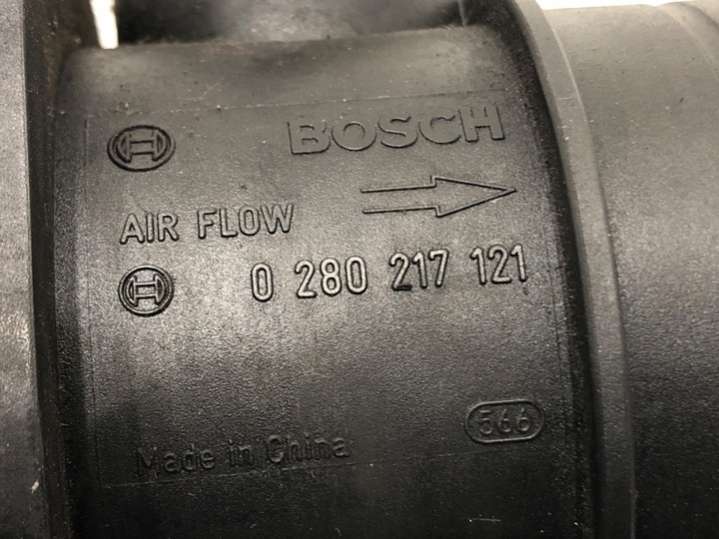 BOSCH
AIR FLOW
0 280 217 121
566
Made in China